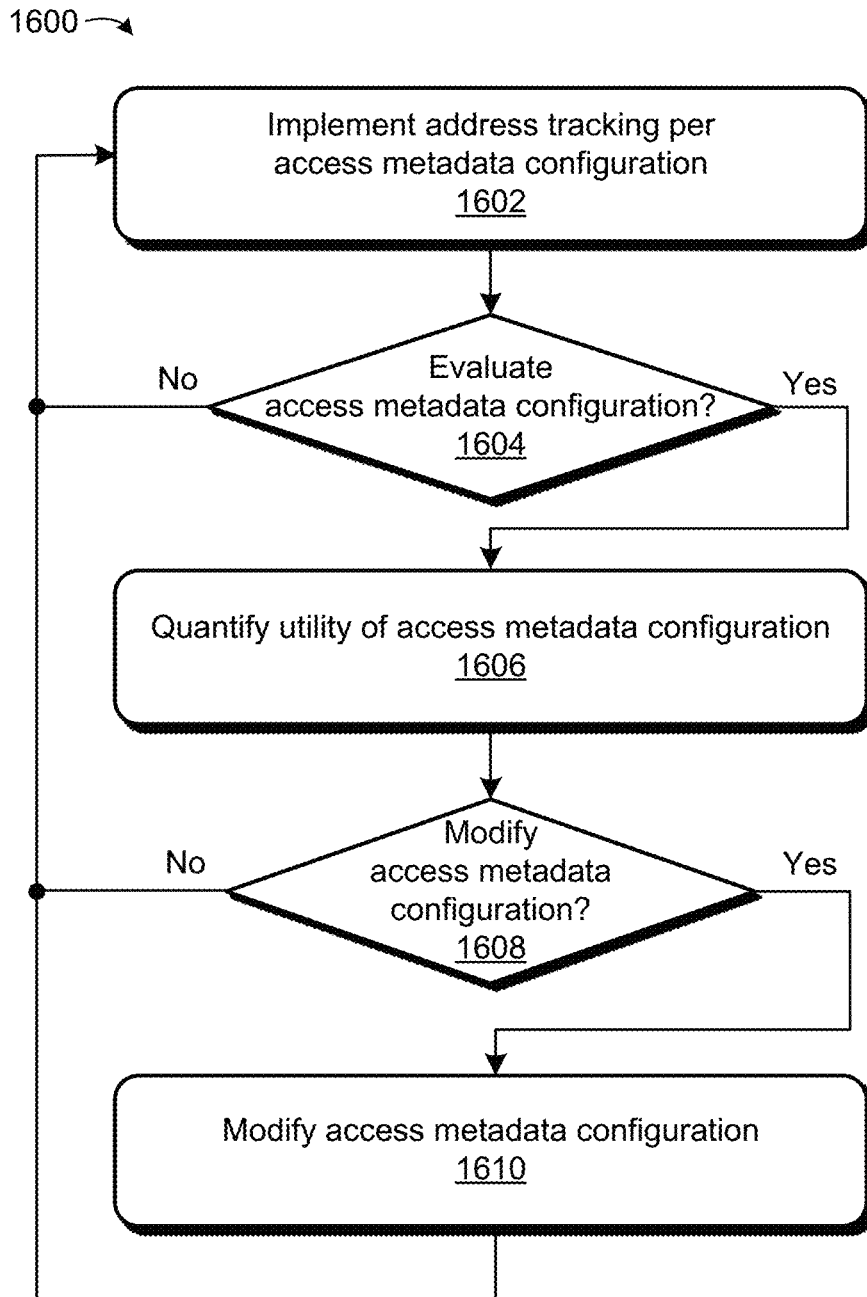 1600
Implement address tracking per
access metadata configuration
1602
No
Evaluate
access metadata configuration?
1604
Yes
Quantify utility of access metadata configuration
1606
No
Modify
access metadata
configuration?
1608
Yes
Modify access metadata configuration
1610